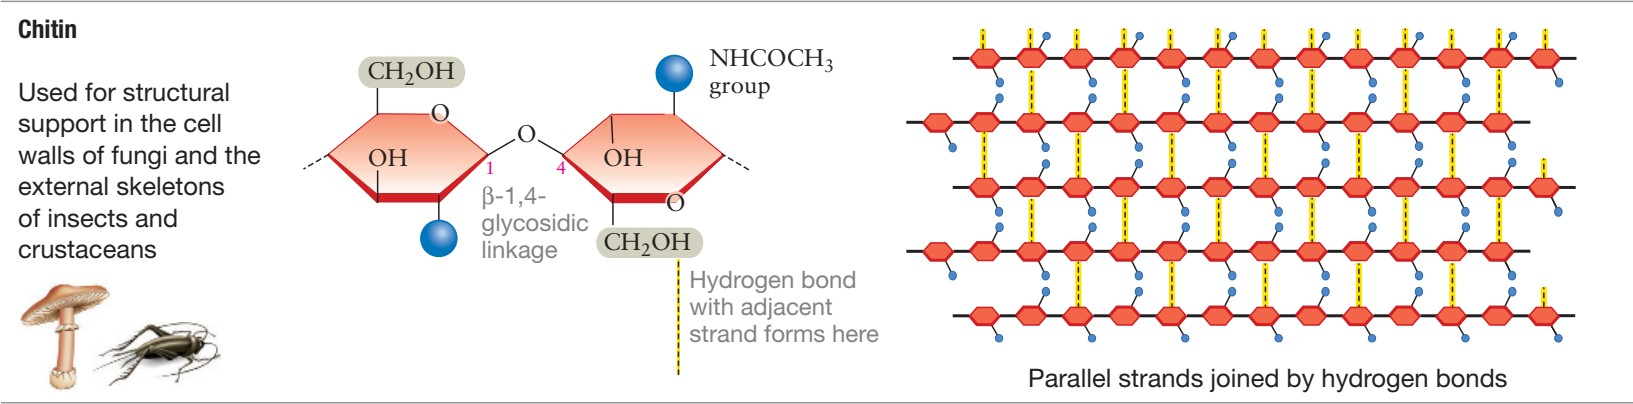 Chitin
Used for structural
support in the cell
walls of fungi and the
external skeletons
of insects and
crustaceans
CH₂OH
O
OH
O
1
4
β-1,4-
glycosidic
linkage
NHCOCH₃
group
OH
O
CH₂OH
Hydrogen bond
with adjacent
strand forms here
Parallel strands joined by hydrogen bonds